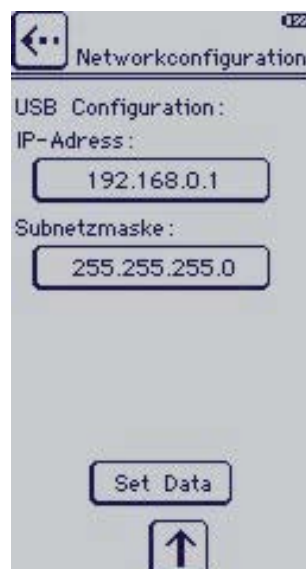 Networkconfiguration
USB Configuration:
IP-Adress:
192.168.0.1
Subnetzmaske:
255.255.255.0
Set Data